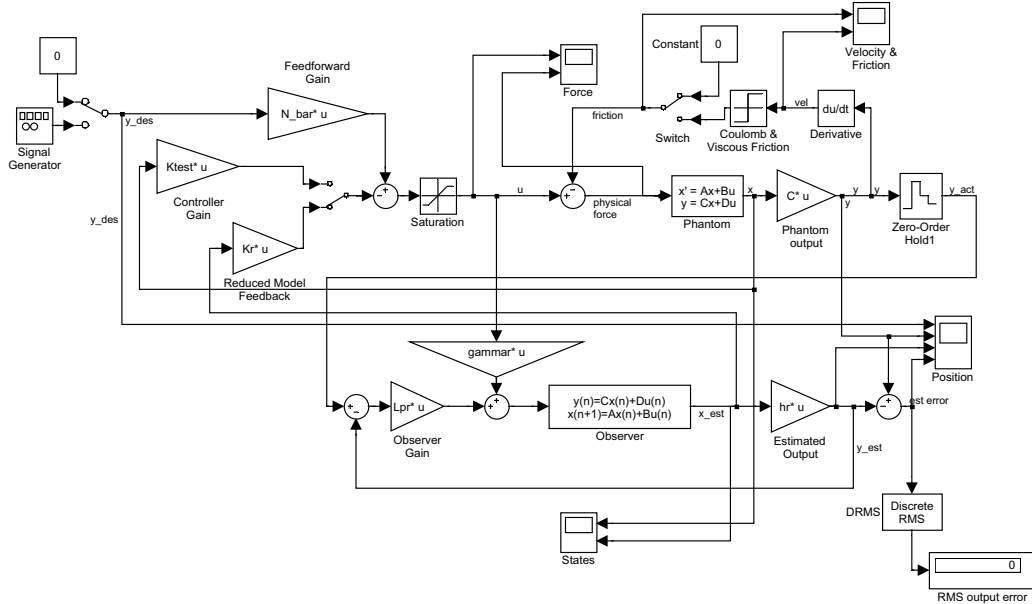 Constant
0
Velocity &
Friction
0
Feedforward
Gain
N_bar* u
Force
friction
Switch
Coulomb &
Viscous Friction
vel
du/dt
Derivative
y_des
Signal
Generator
Ktest* u
Controller
Gain
Saturation
u
physical
force
x' = Ax+Bu
y = Cx+Du
Phantom
x
C* u
Phantom
output
y
y
y
Zero-Order
Hold1
y_act
y_des
Kr* u
Reduced Model
Feedback
gammar* u
Position
Lpr* u
Observer
Gain
y(n)=Cx(n)+Du(n)
x(n+1)=Ax(n)+Bu(n)
Observer
x_est
hr* u
Estimated
Output
est error
y_est
States
DRMS
Discrete
RMS
0
RMS output error